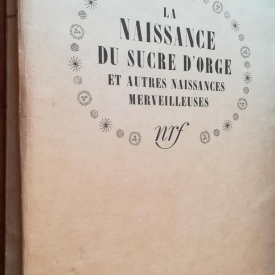 LA
NAISSANCE
DU SUCRE D'ORGE
ET AUTRES NAISSANCES
MERVEILLEUSES
nrf